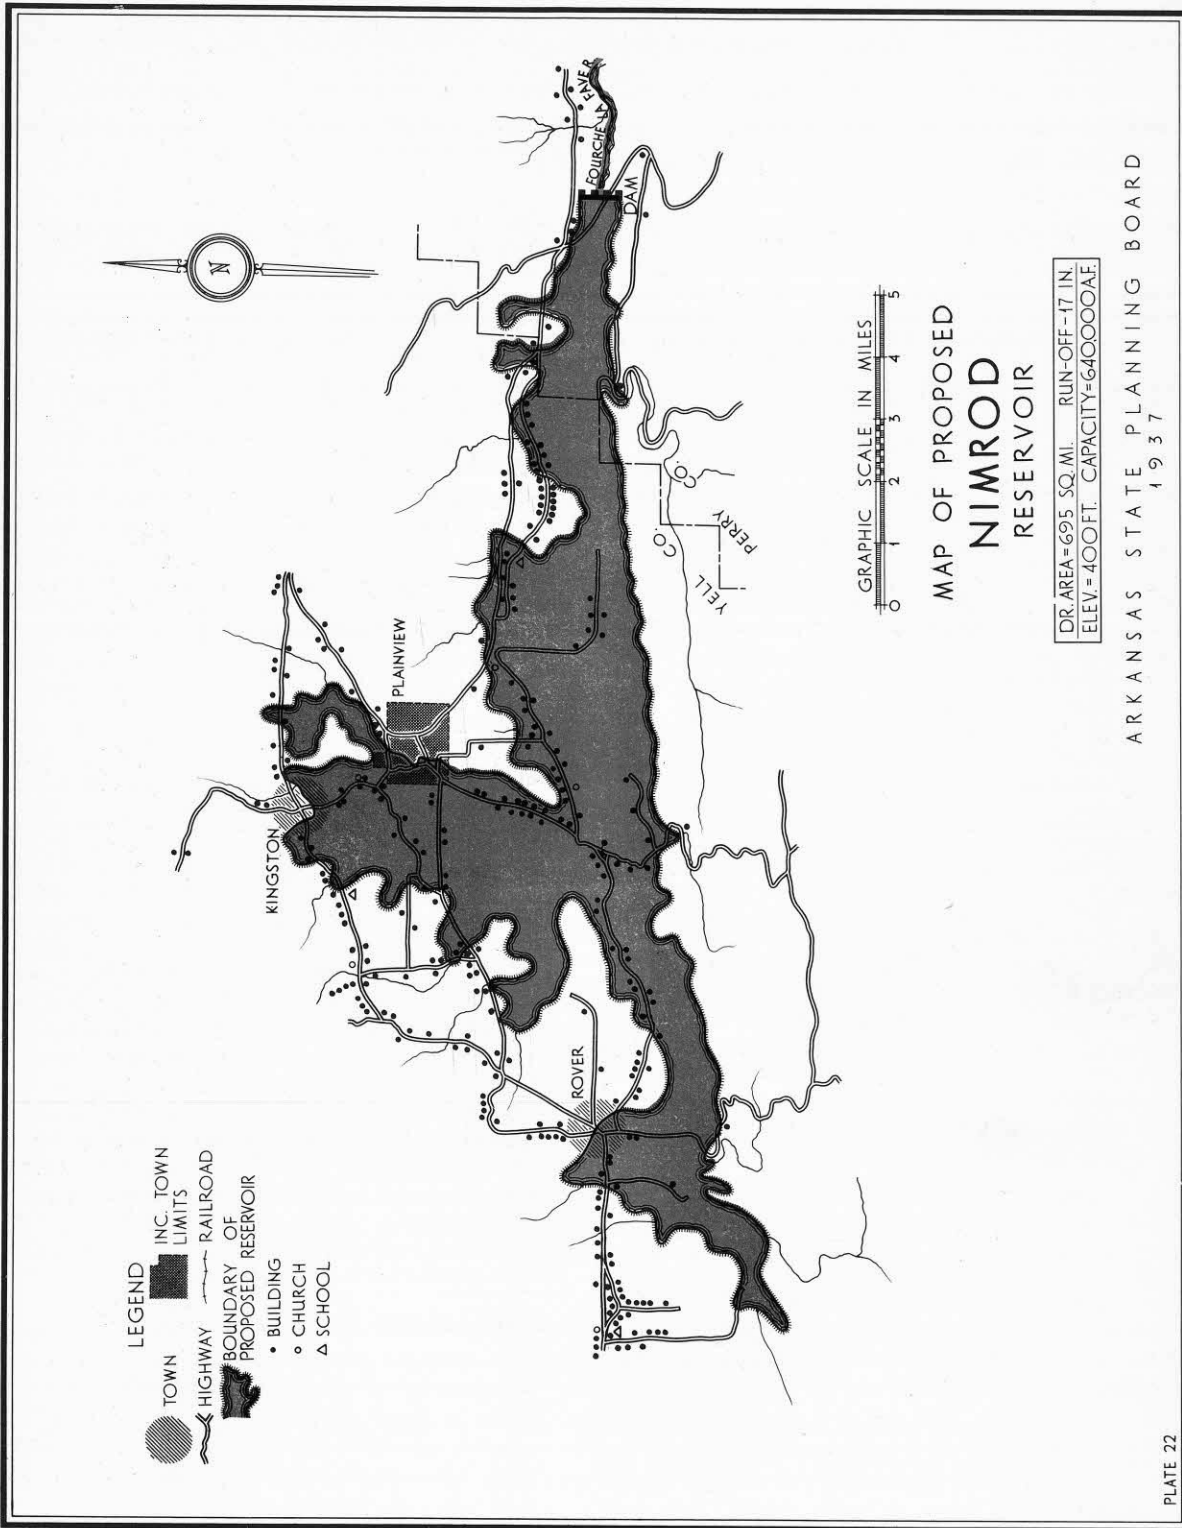 LEGEND
TOWN
INC. TOWN
LIMITS
HIGHWAY
RAILROAD
BOUNDARY OF
PROPOSED RESERVOIR
BUILDING
CHURCH
SCHOOL
N
KINGSTON
PLAINVIEW
ROVER
FOURCHE LA FAVE R.
DAM
YELL CO.
PERRY CO.
GRAPHIC SCALE IN MILES
0 1 2 3 4 5
MAP OF PROPOSED
NIMROD
RESERVOIR
DR. AREA=695 SQ. MI. RUN-OFF-17 IN.
ELEV.=400 FT. CAPACITY=640,000 A.F.
ARKANSAS STATE PLANNING BOARD
1937
PLATE 22